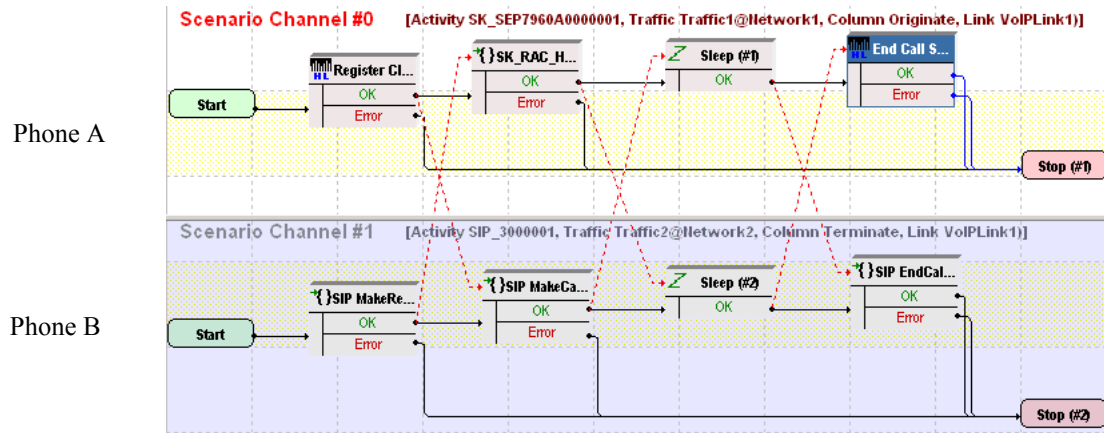 Scenario Channel #0 [Activity SK_SEP7960A0000001, Traffic Traffic1@Network1, Column Originate, Link VoIPLink1)]
Phone A
Start
HL Register Cl...
OK
Error
{}SK_RAC_H...
OK
Error
Z Sleep (#1)
OK
HL End Call S...
OK
Error
Stop (#1)
Scenario Channel #1 [Activity SIP_3000001, Traffic Traffic2@Network2, Column Terminate, Link VoIPLink1)]
Phone B
Start
{}SIP MakeRe...
OK
Error
{}SIP MakeCa...
OK
Error
Z Sleep (#2)
OK
{}SIP EndCal...
OK
Error
Stop (#2)